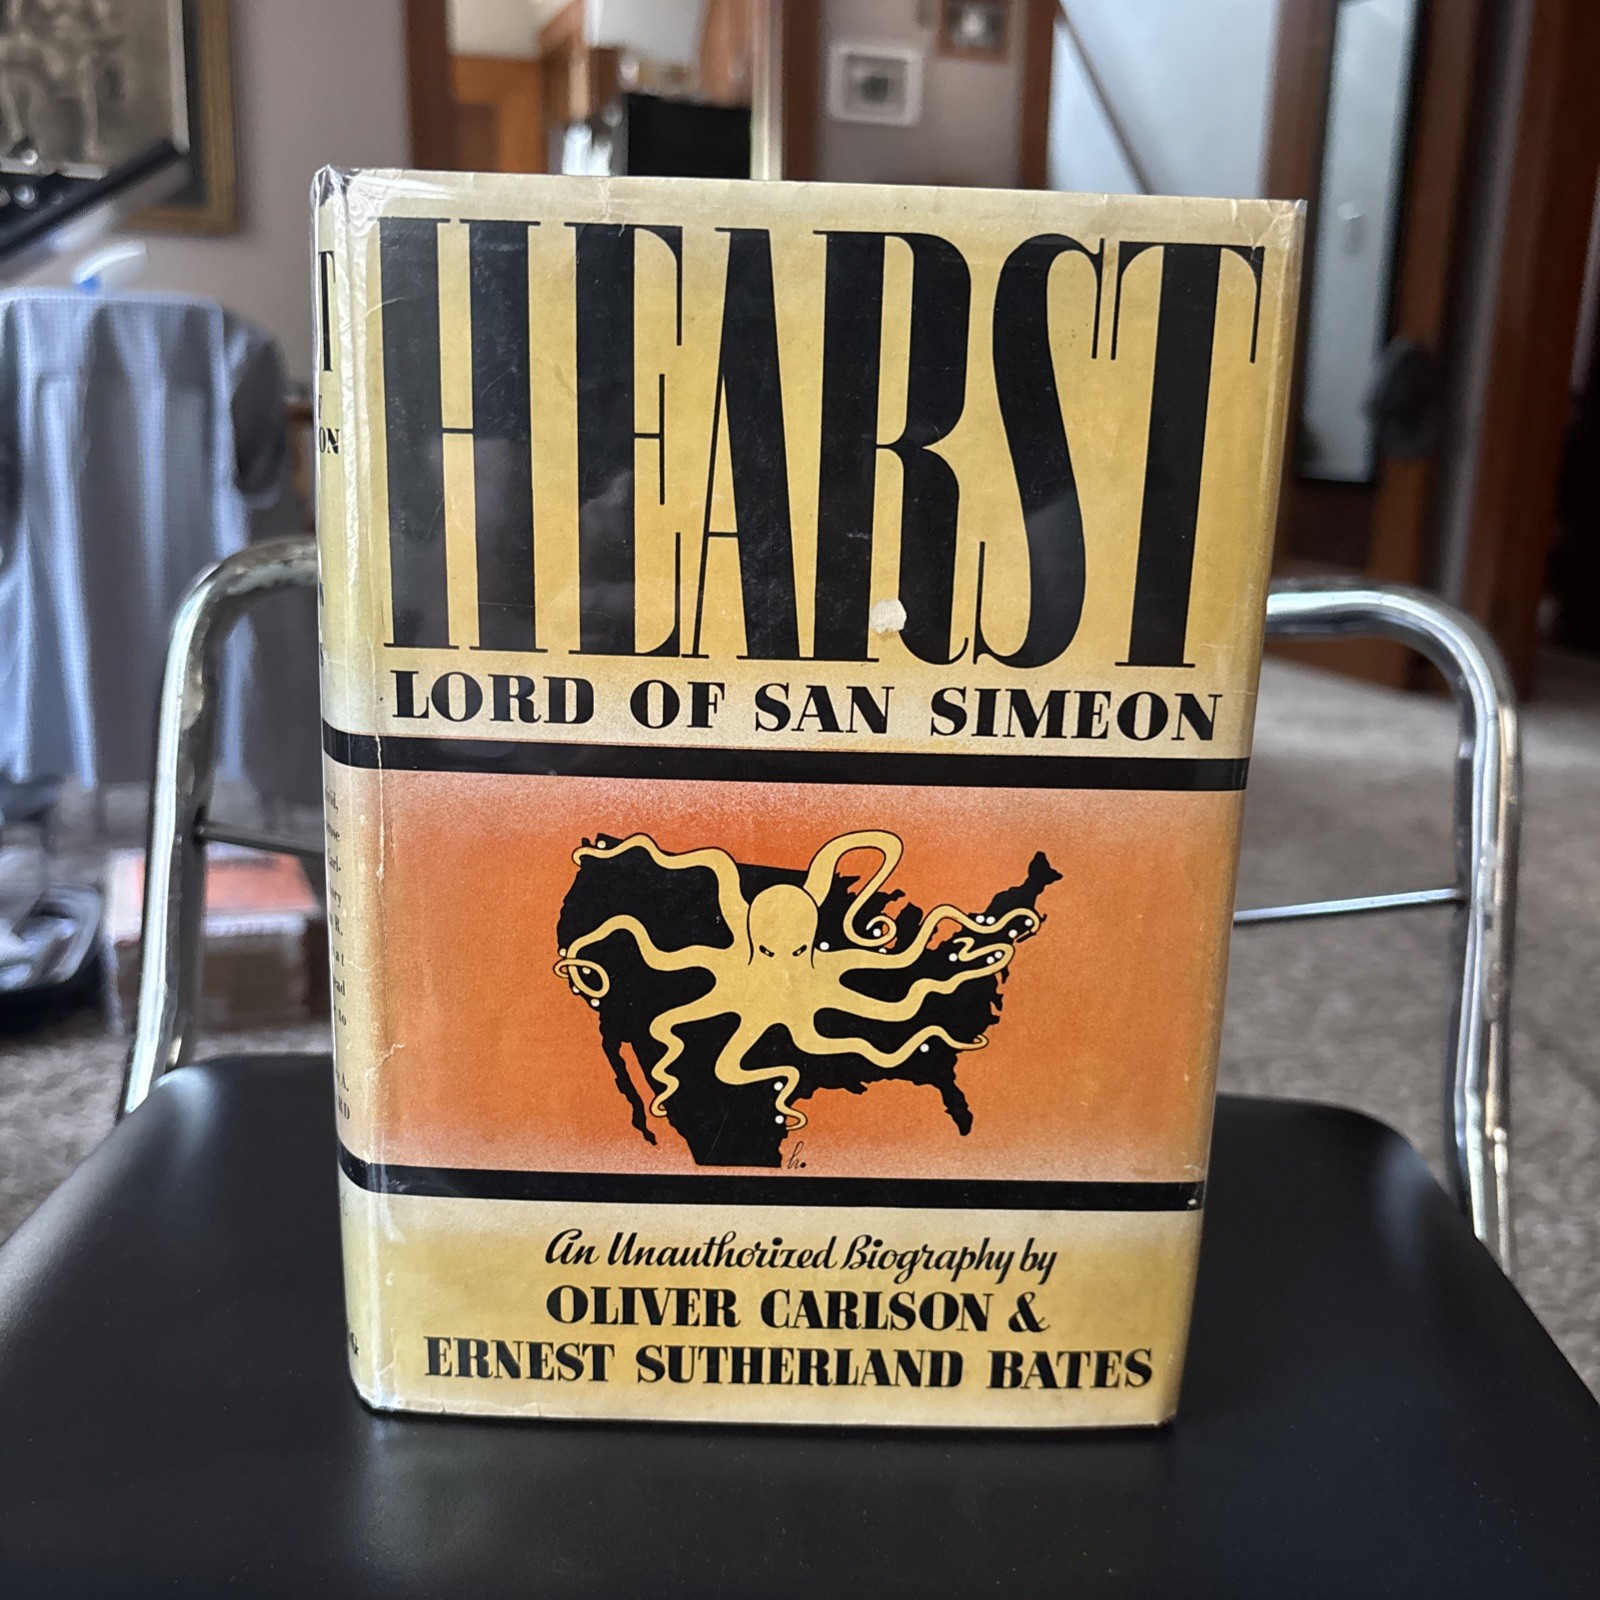 HEARST
LORD OF SAN SIMEON
h.
An Unauthorized Biography by
OLIVER CARLSON &
ERNEST SUTHERLAND BATES